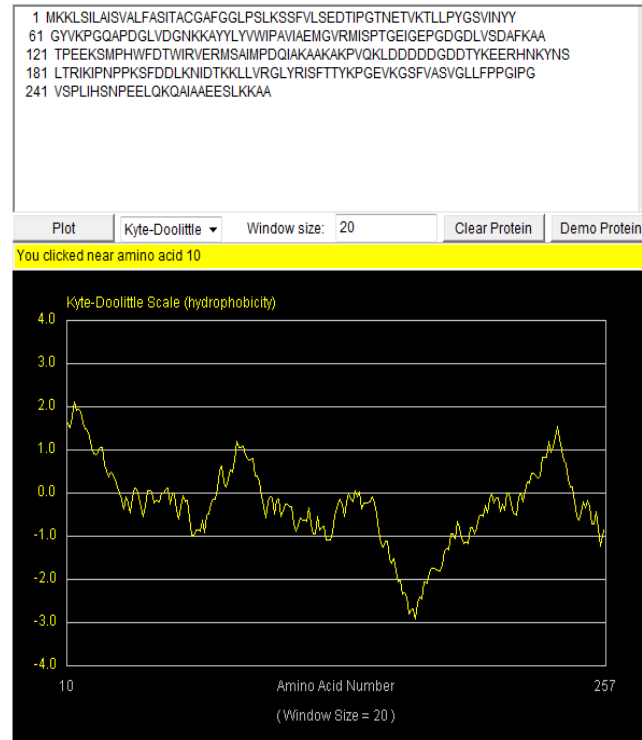 1 MKKLSILAISVALFASITACGAFGGLPSLKSSFVLSEDTIPGTNETVKTLLPYGSVINYY
61 GYVKPGQAPDGLVDGNKKAYYLYVWIPAVIAEMGVRMISPTGEIGEPGDGDLVSDAFKAA
121 TPEEKSMPHWFDTWIRVERMSAIMPDQIAKAAKAKPVQKLDDDDDGDDTYKEERHNKYNS
181 LTRIKIPNPPKSFDDLKNIDTKKLLVRGLYRISFTTYKPGEVKGSFVASVGLLFPPGIPG
241 VSPLIHSNPEELQKQAIAAEESLKKAA
Plot Kyte-Doolittle Window size: 20 Clear Protein Demo Protein
You clicked near amino acid 10
Kyte-Doolittle Scale (hydrophobicity)
4.0
3.0
2.0
1.0
0.0
-1.0
-2.0
-3.0
-4.0
10 Amino Acid Number 257
(Window Size = 20)